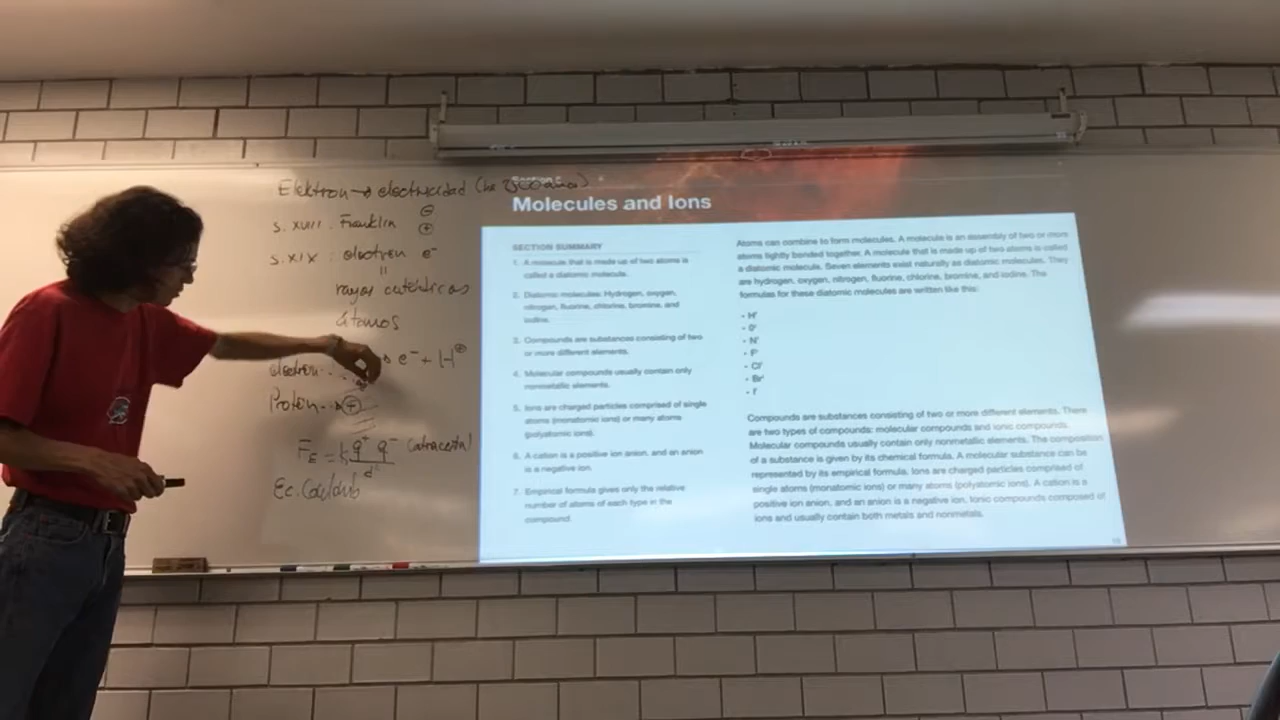 Elektron → electricidad
s. XVIII : Franklin ⊖
⊕
s. XIX : electron e⁻
"
rayos catódicos
átomos
electron.
→ e⁻ + H⊕
Proton..→ ⊕
F_E = k q⁺ q⁻ / d²
Ec. Coulomb
Molecules and Ions
SECTION SUMMARY
1. A molecule that is made up of two atoms is
called a diatomic molecule.
2. Diatomic molecules: Hydrogen, oxygen,
nitrogen, fluorine, chlorine, bromine, and
iodine.
3. Compounds are substances consisting of two
or more different elements.
4. Molecular compounds usually contain only
nonmetallic elements.
5. Ions are charged particles comprised of single
atoms (monatomic ions) or many atoms
(polyatomic ions).
6. A cation is a positive ion anion, and an anion
is a negative ion.
7. Empirical formula gives only the relative
number of atoms of each type in the
compound.
Atoms can combine to form molecules. A molecule is an assembly of two or more
atoms tightly bonded together. A molecule that is made up of two atoms is called
a diatomic molecule. Seven elements exist naturally as diatomic molecules. They
are hydrogen, oxygen, nitrogen, fluorine, chlorine, bromine, and iodine. The
formulas for these diatomic molecules are written like this:
Compounds are substances consisting of two or more different elements. There
are two types of compounds: molecular compounds and ionic compounds.
Molecular compounds usually contain only nonmetallic elements. The composition
of a substance is given by its chemical formula. A molecular substance can be
represented by its empirical formula. Ions are charged particles comprised of
single atoms (monatomic ions) or many atoms (polyatomic ions). A cation is a
positive ion anion, and an anion is a negative ion. Ionic compounds composed of
ions and usually contain both metals and nonmetals.